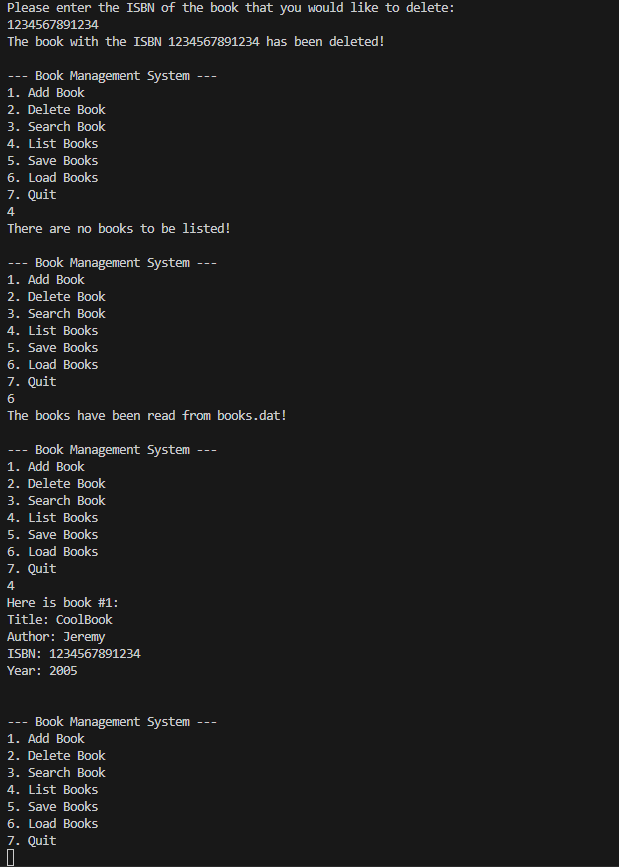 Please enter the ISBN of the book that you would like to delete:
1234567891234
The book with the ISBN 1234567891234 has been deleted!

--- Book Management System ---
1. Add Book
2. Delete Book
3. Search Book
4. List Books
5. Save Books
6. Load Books
7. Quit
4
There are no books to be listed!

--- Book Management System ---
1. Add Book
2. Delete Book
3. Search Book
4. List Books
5. Save Books
6. Load Books
7. Quit
6
The books have been read from books.dat!

--- Book Management System ---
1. Add Book
2. Delete Book
3. Search Book
4. List Books
5. Save Books
6. Load Books
7. Quit
4
Here is book #1:
Title: CoolBook
Author: Jeremy
ISBN: 1234567891234
Year: 2005

--- Book Management System ---
1. Add Book
2. Delete Book
3. Search Book
4. List Books
5. Save Books
6. Load Books
7. Quit